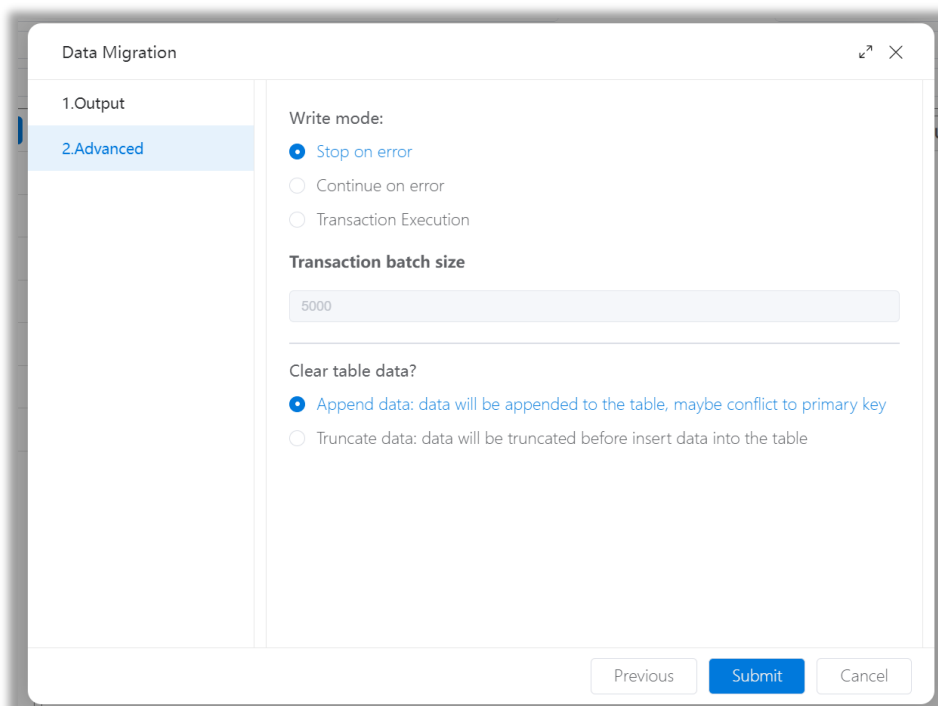 Data Migration
1.Output
2.Advanced
Write mode:
Stop on error
Continue on error
Transaction Execution
Transaction batch size
5000
Clear table data?
Append data: data will be appended to the table, maybe conflict to primary key
Truncate data: data will be truncated before insert data into the table
Previous
Submit
Cancel